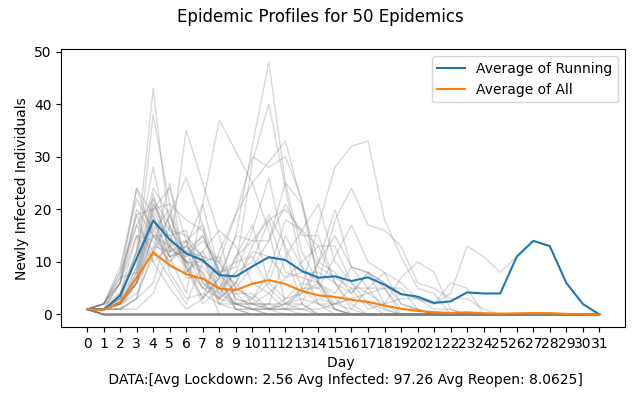 Epidemic Profiles for 50 Epidemics
Average of Running
Average of All
Newly Infected Individuals
50
40
30
20
10
0
0 1 2 3 4 5 6 7 8 9 10 11 12 13 14 15 16 17 18 19 20 21 22 23 24 25 26 27 28 29 30 31
Day
DATA:[Avg Lockdown: 2.56 Avg Infected: 97.26 Avg Reopen: 8.0625]